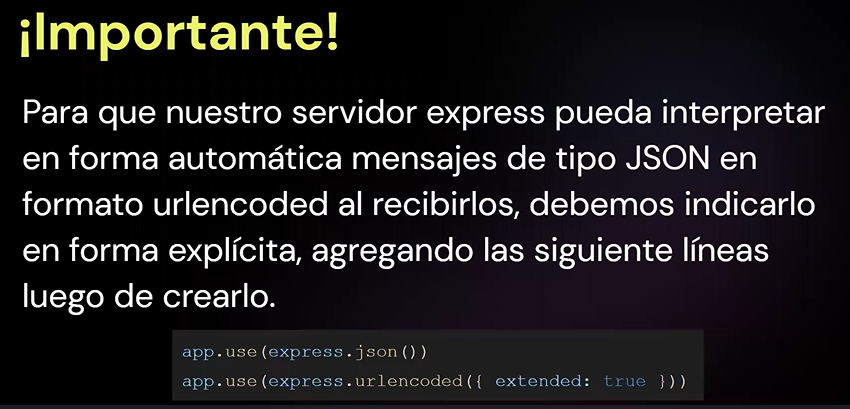 ¡Importante!
Para que nuestro servidor express pueda interpretar
en forma automática mensajes de tipo JSON en
formato urlencoded al recibirlos, debemos indicarlo
en forma explícita, agregando las siguiente líneas
luego de crearlo.
app.use(express.json())
app.use(express.urlencoded({ extended: true }))